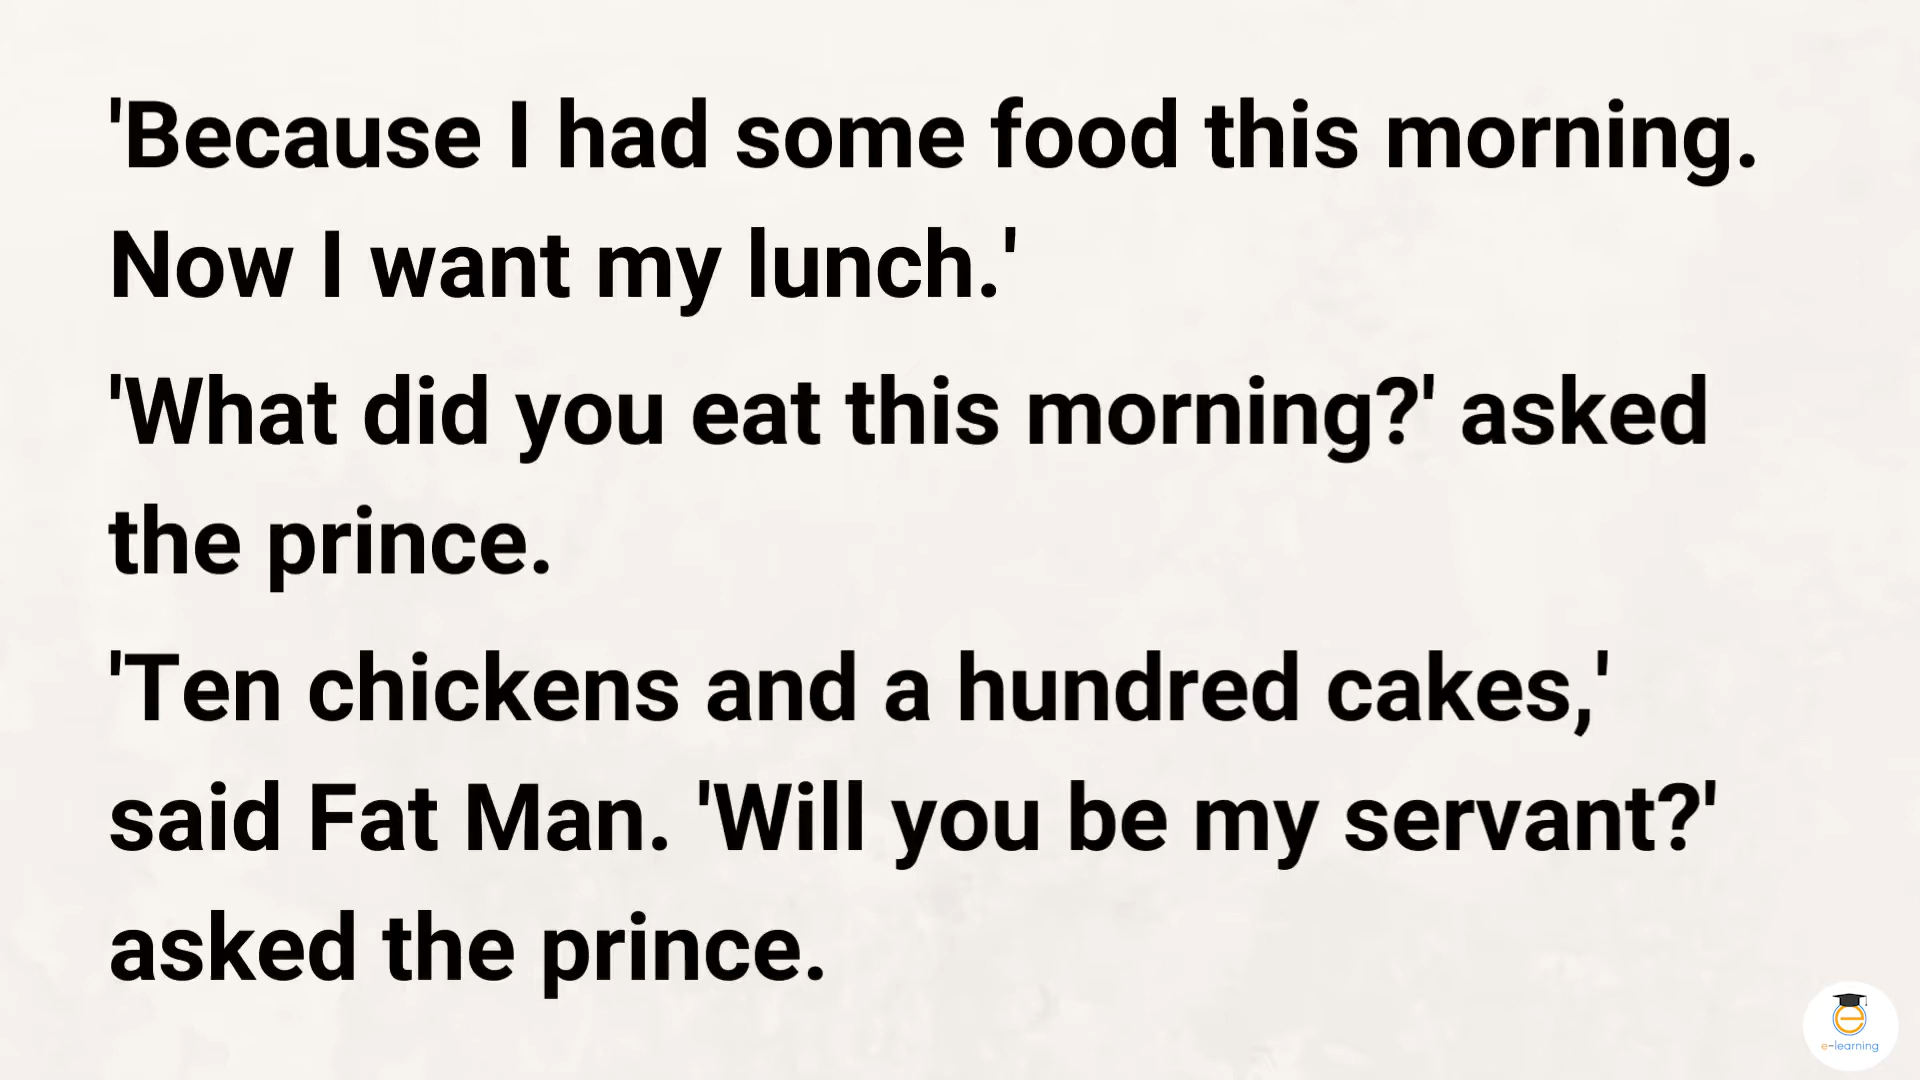 'Because I had some food this morning.
Now I want my lunch.'
'What did you eat this morning?' asked
the prince.
'Ten chickens and a hundred cakes,'
said Fat Man. 'Will you be my servant?'
asked the prince.
e-learning